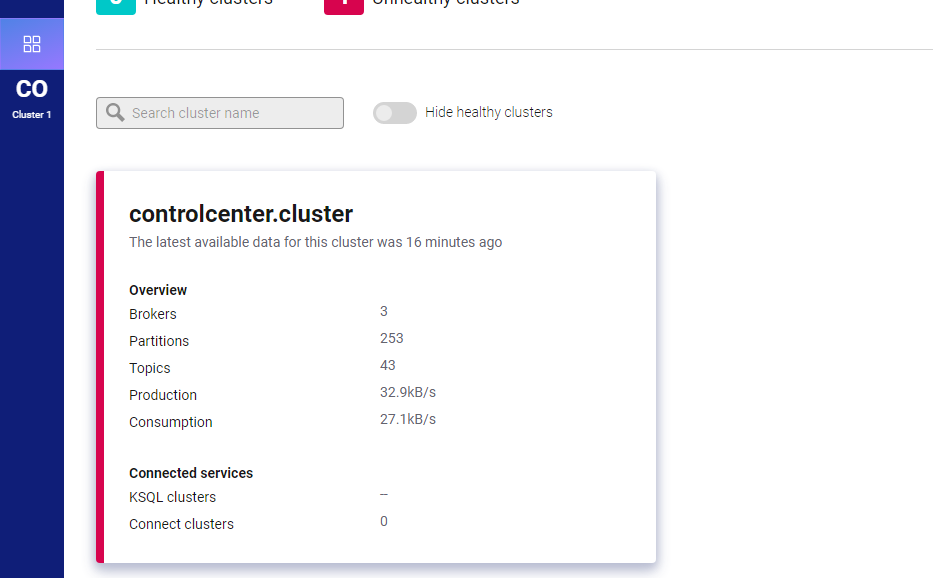 Healthy clusters
Unhealthy clusters
CO
Cluster 1
Search cluster name
Hide healthy clusters
controlcenter.cluster
The latest available data for this cluster was 16 minutes ago
Overview
Brokers 3
Partitions 253
Topics 43
Production 32.9kB/s
Consumption 27.1kB/s
Connected services
KSQL clusters --
Connect clusters 0